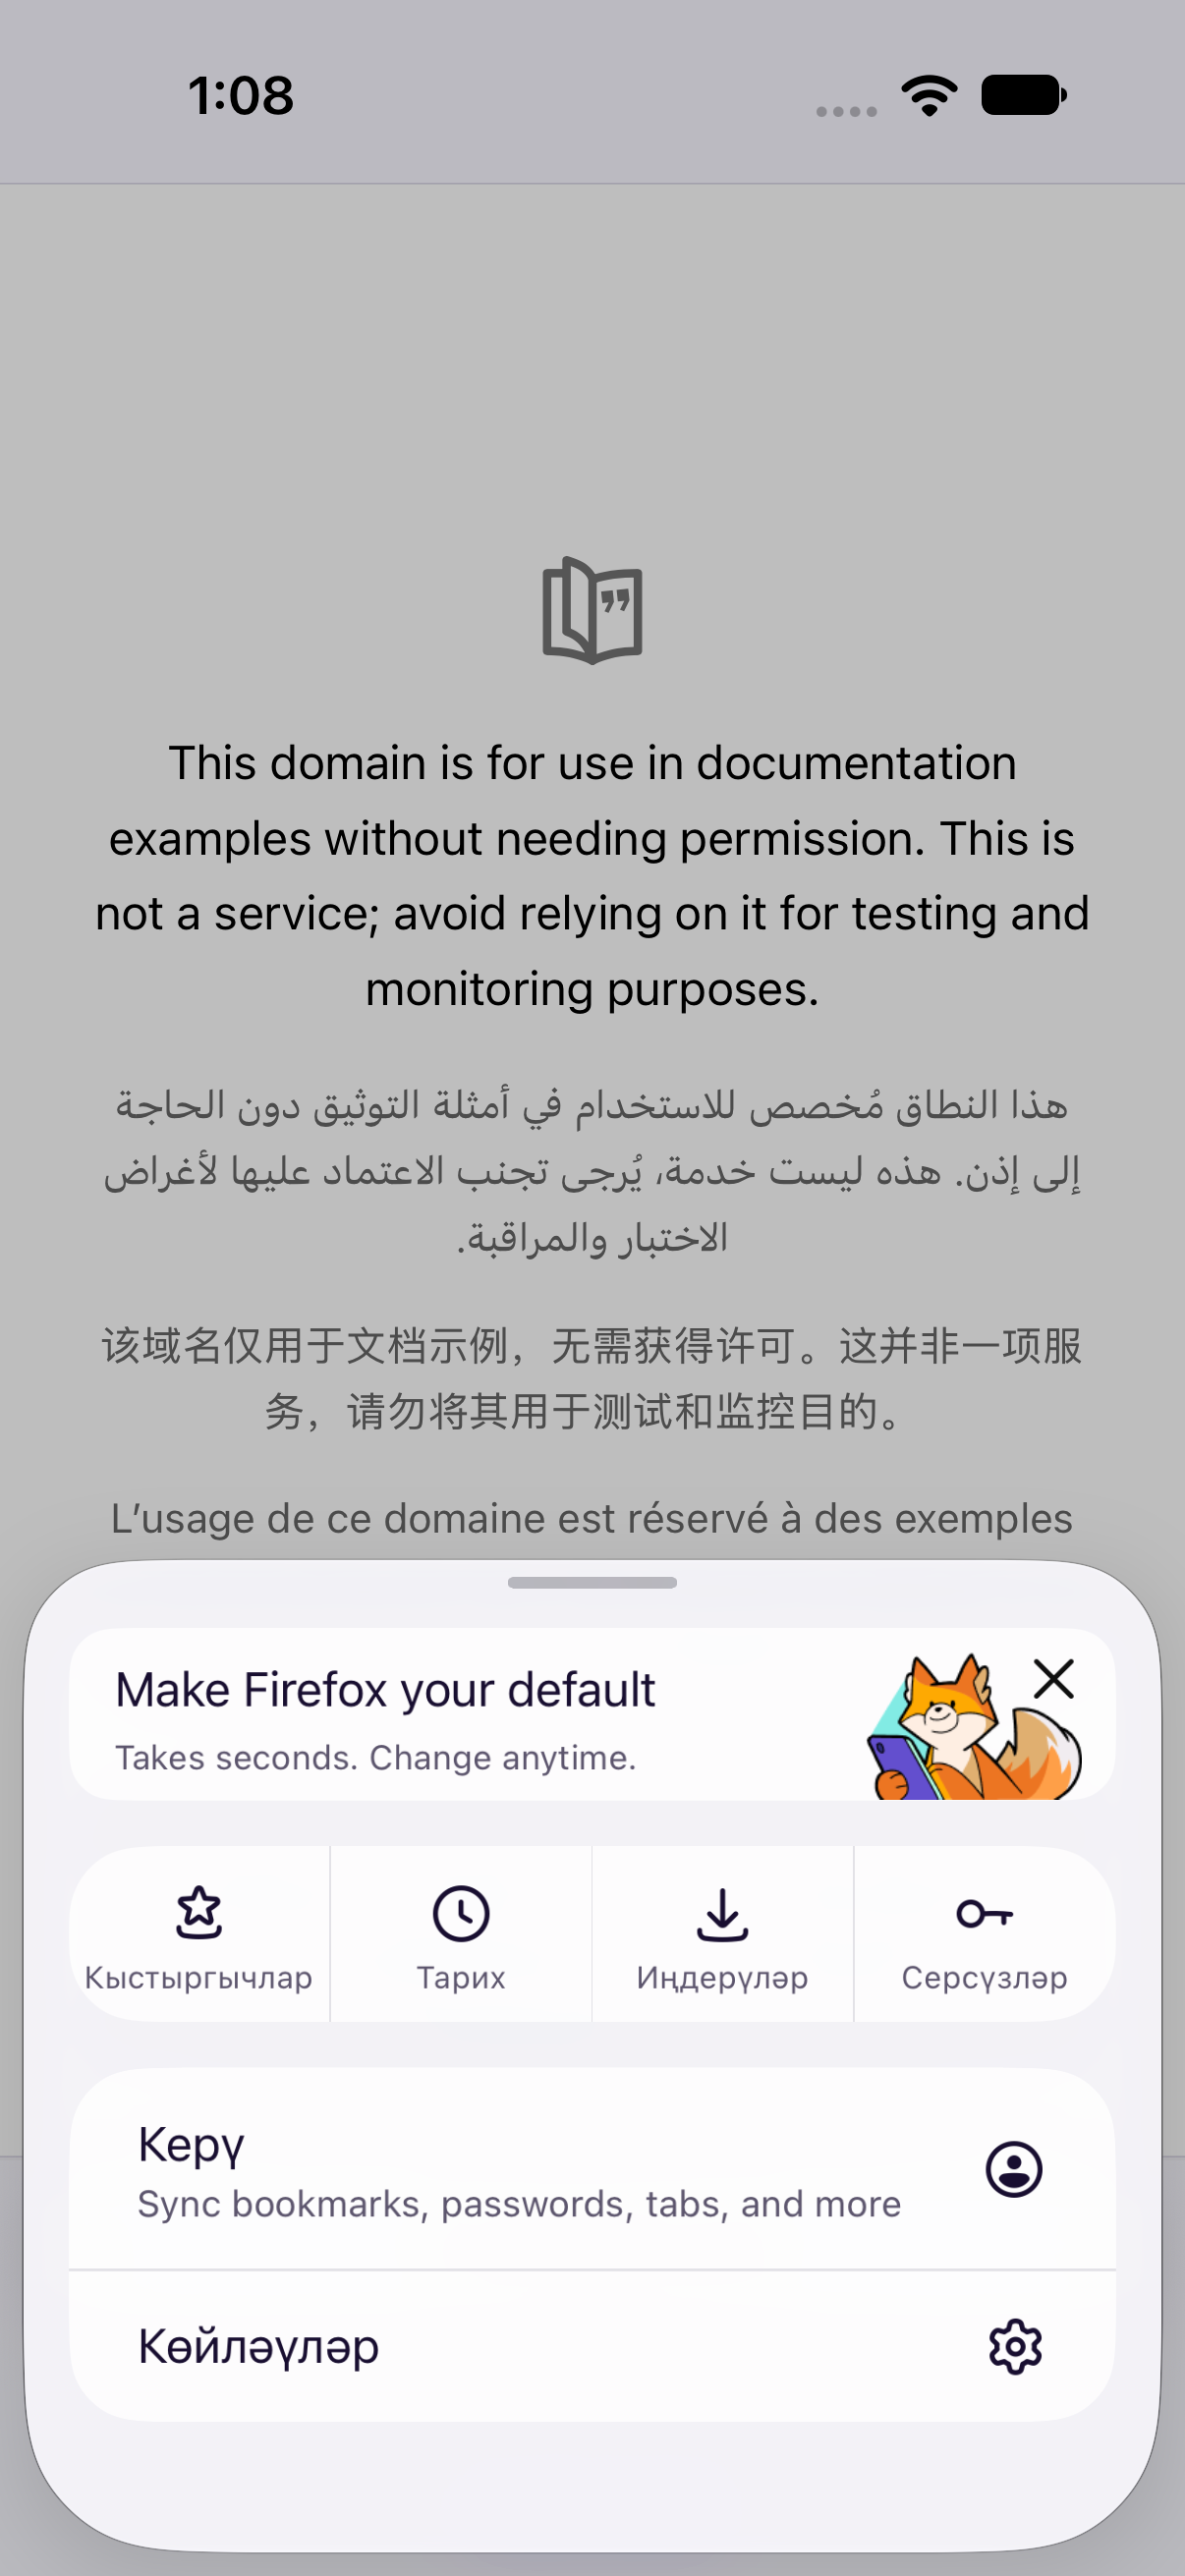 1:08
This domain is for use in documentation
examples without needing permission. This is
not a service; avoid relying on it for testing and
monitoring purposes.
هذا النطاق مُخصص للاستخدام في أمثلة التوثيق دون الحاجة
إلى إذن. هذه ليست خدمة، يُرجى تجنب الاعتماد عليها لأغراض
الاختبار والمراقبة.
该域名仅用于文档示例，无需获得许可。这并非一项服
务，请勿将其用于测试和监控目的。
L’usage de ce domaine est réservé à des exemples
Make Firefox your default
Takes seconds. Change anytime.
Кыстыргычлар
Тарих
Иңдерүләр
Серсүзләр
Керү
Sync bookmarks, passwords, tabs, and more
Көйләүләр